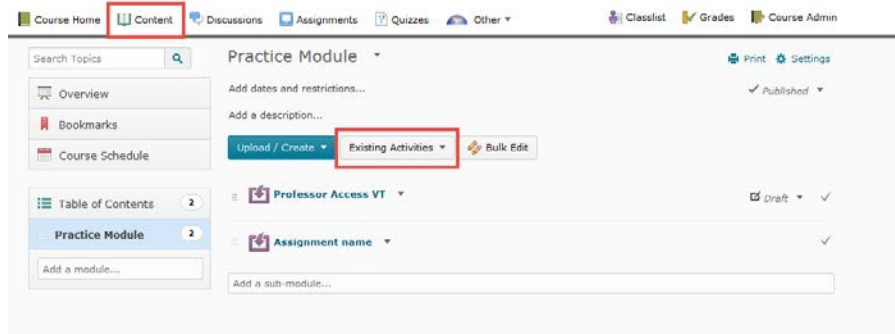 Course Home Content Discussions Assignments Quizzes Other Classlist Grades Course Admin
Search Topics
Practice Module
Print Settings
Overview
Add dates and restrictions...
Published
Bookmarks
Add a description...
Course Schedule
Upload / Create Existing Activities Bulk Edit
Table of Contents 2
Professor Access VT
Draft
Practice Module 2
Assignment name
Add a module...
Add a sub-module...